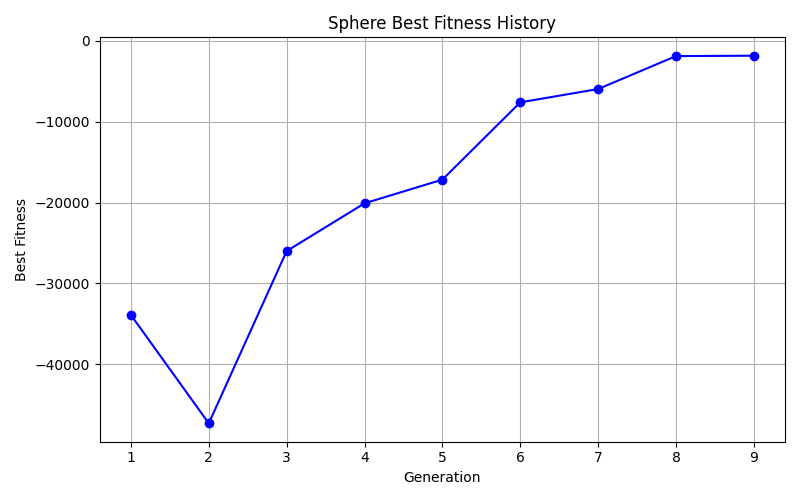 Sphere Best Fitness History
Best Fitness
0
−10000
−20000
−30000
−40000
1 2 3 4 5 6 7 8 9
Generation